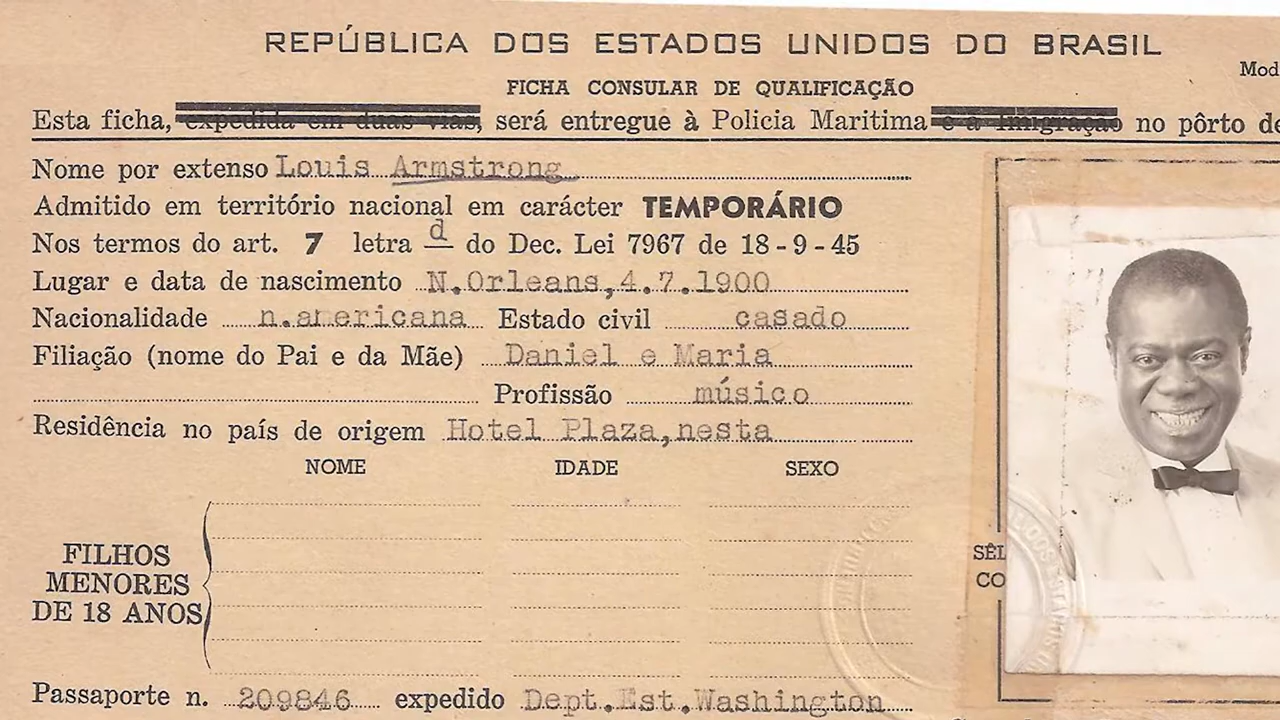 REPÚBLICA DOS ESTADOS UNIDOS DO BRASIL
Mod
FICHA CONSULAR DE QUALIFICAÇÃO
Esta ficha, expedida em duas vias, será entregue à Policia Maritima e a Imigração no pôrto de
Nome por extenso Louis Armstrong
Admitido em território nacional em carácter TEMPORÁRIO
Nos termos do art. 7 letra d do Dec. Lei 7967 de 18-9-45
Lugar e data de nascimento N.Orleans,4.7.1900
Nacionalidade n.americana Estado civil casado
Filiação (nome do Pai e da Mãe) Daniel e Maria
Profissão músico
Residência no país de origem Hotel Plaza,nesta
NOME IDADE SEXO
FILHOS
MENORES
DE 18 ANOS
SÊL
CO
Passaporte n. 209846 expedido Dept.Est.Washington